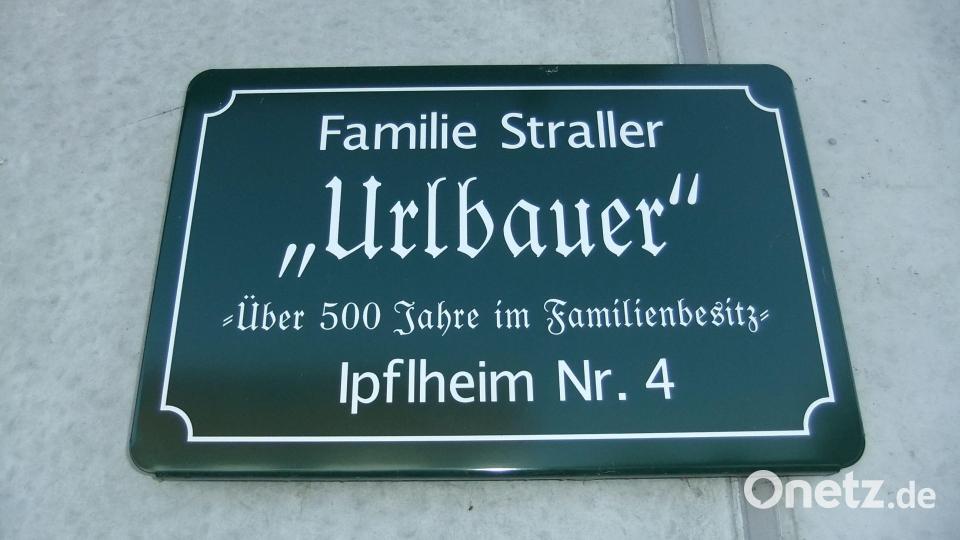 Familie Straller
„Urlbauer“
-Über 500 Jahre im Familienbesitz-
Ipflheim Nr. 4
Onetz.de